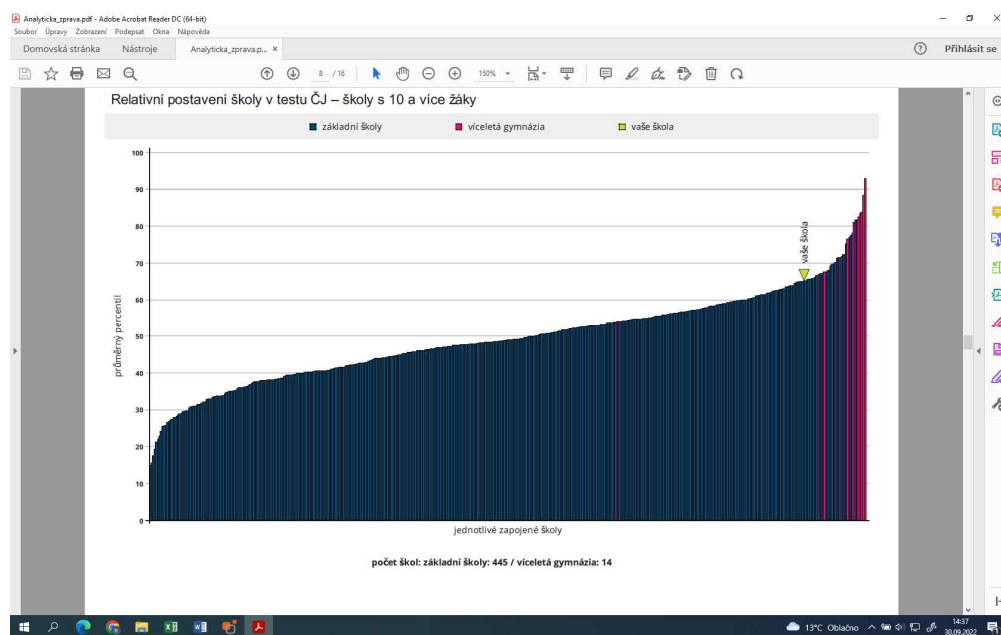 Analyticka_zprava.pdf - Adobe Acrobat Reader DC (64-bit)
Soubor Úpravy Zobrazení Podepsat Okna Nápověda
Domovská stránka Nástroje Analyticka_zprava.p... ×
Přihlásit se
8 / 16
150%
Relativní postavení školy v testu ČJ – školy s 10 a více žáky
základní školy víceletá gymnázia vaše škola
100
90
80
70
60
50
40
30
20
10
0
průměrný percentil
vaše škola
jednotlivé zapojené školy
počet škol: základní školy: 445 / víceletá gymnázia: 14
13°C Oblačno
14:37
30.09.2022